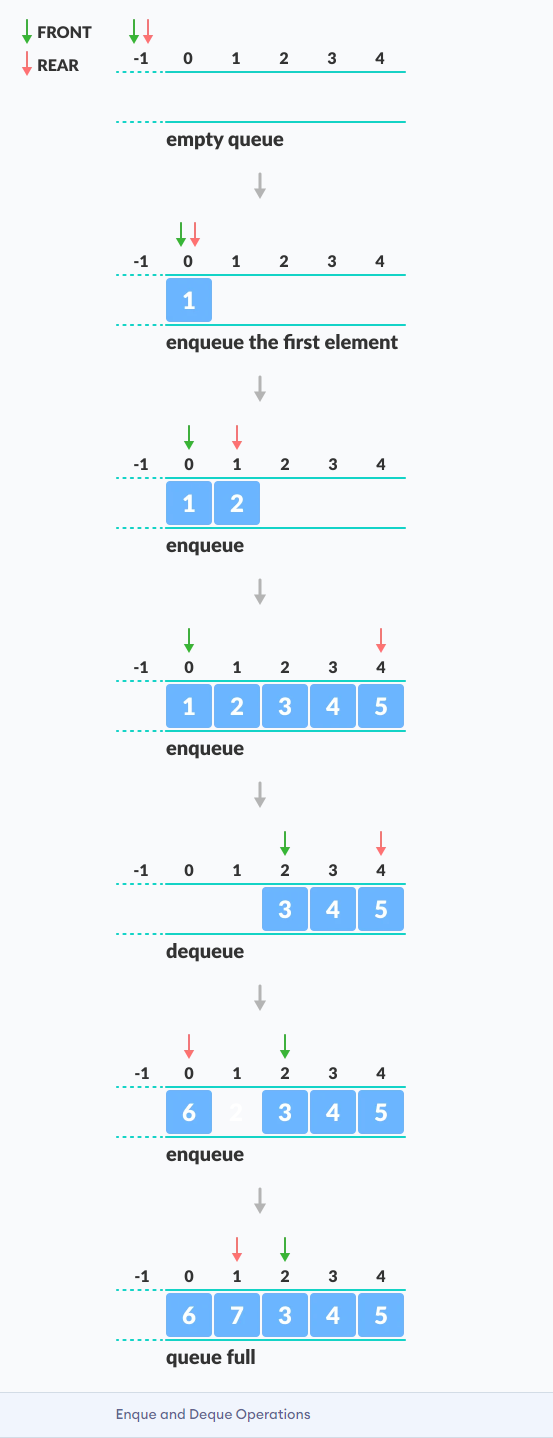 FRONT
REAR
-1 0 1 2 3 4
empty queue
-1 0 1 2 3 4
1
enqueue the first element
-1 0 1 2 3 4
1 2
enqueue
-1 0 1 2 3 4
1 2 3 4 5
enqueue
-1 0 1 2 3 4
3 4 5
dequeue
-1 0 1 2 3 4
6 2 3 4 5
enqueue
-1 0 1 2 3 4
6 7 3 4 5
queue full
Enque and Deque Operations